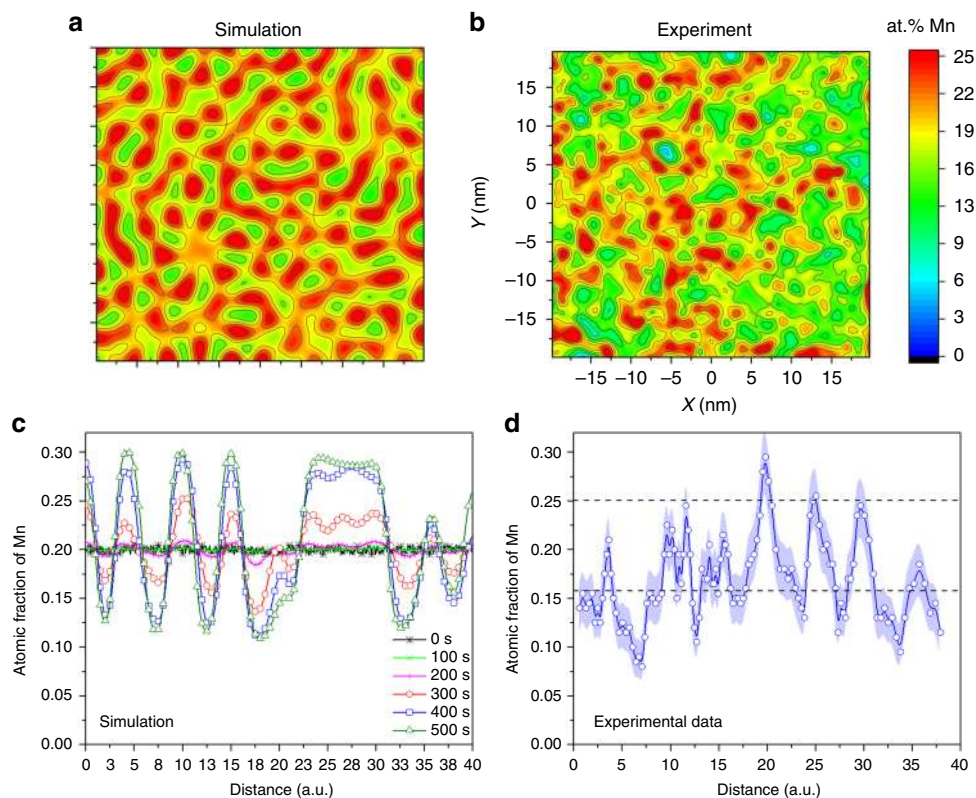 a
Simulation
b
Experiment
at.% Mn
15
10
5
0
−5
−10
−15
Y (nm)
−15 −10 −5 0 5 10 15
X (nm)
25
22
19
16
13
9
6
3
0
c
0.30
0.25
0.20
0.15
0.10
0.05
0.00
Atomic fraction of Mn
0 s
100 s
200 s
300 s
400 s
500 s
Simulation
0 3 5 8 10 13 15 18 20 23 25 28 30 33 35 38 40
Distance (a.u.)
d
0.30
0.25
0.20
0.15
0.10
0.05
0.00
Atomic fraction of Mn
Experimental data
0 5 10 15 20 25 30 35 40
Distance (a.u.)